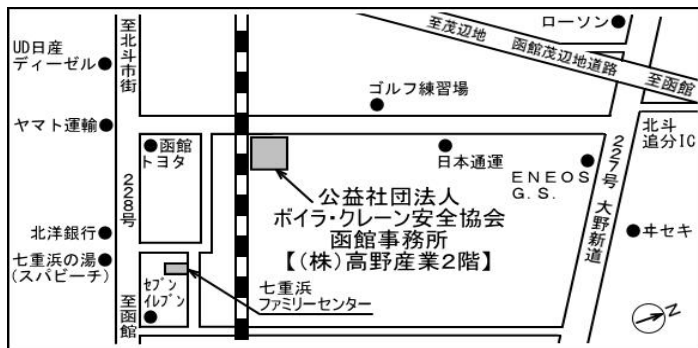 ローソン
至茂辺地
函館茂辺地道路
至函館
至北斗市街
UD日産
ディーゼル
ゴルフ練習場
ヤマト運輸
函館
トヨタ
日本通運
ENEOS
G.S.
北斗
追分IC
227号 大野新道
228号
公益社団法人
ボイラ・クレーン安全協会
函館事務所
【(株)高野産業2階】
北洋銀行
七重浜の湯
(スパビーチ)
ヰセキ
セブン
イレブン
七重浜
ファミリーセンター
至函館
N